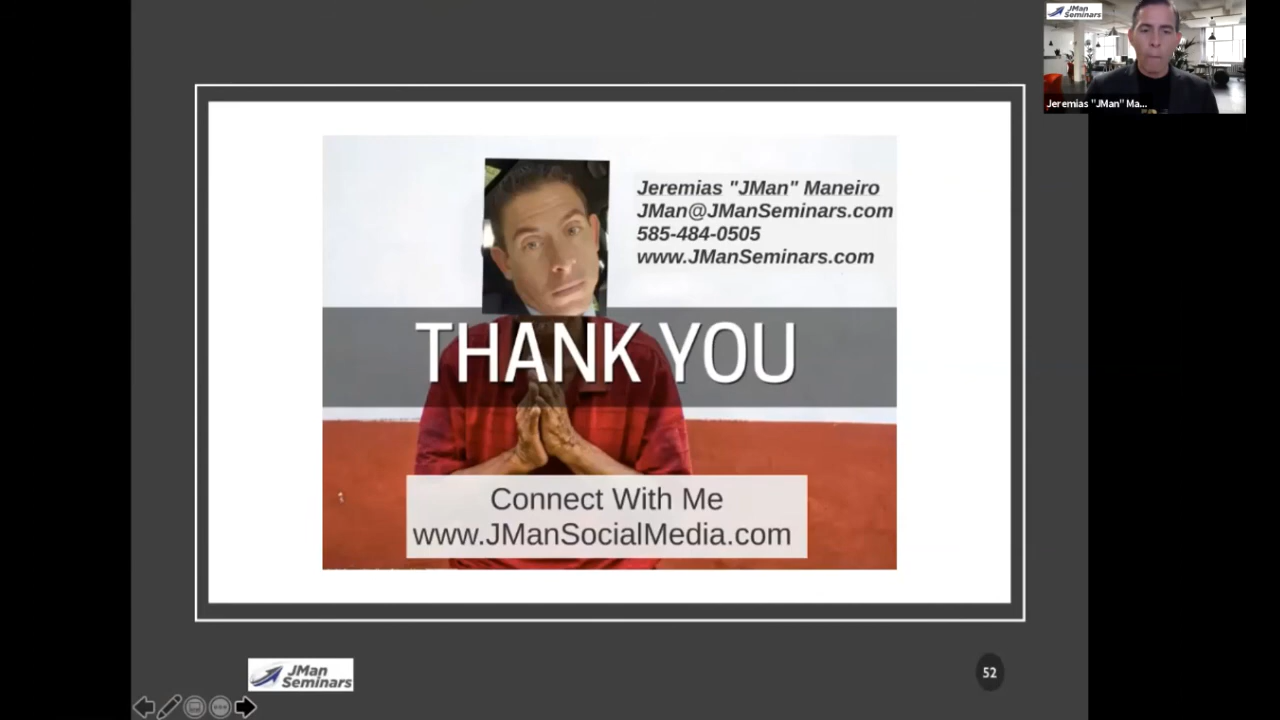 JMan
Seminars
Jeremias "JMan" Ma...
Jeremias "JMan" Maneiro
JMan@JManSeminars.com
585-484-0505
www.JManSeminars.com
THANK YOU
Connect With Me
www.JManSocialMedia.com
JMan
Seminars
52